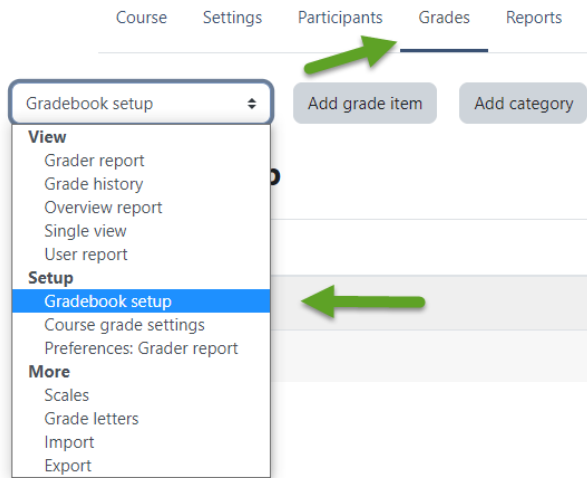 Course Settings Participants Grades Reports
Gradebook setup Add grade item Add category
View
Grader report
Grade history
Overview report
Single view
User report
Setup
Gradebook setup
Course grade settings
Preferences: Grader report
More
Scales
Grade letters
Import
Export